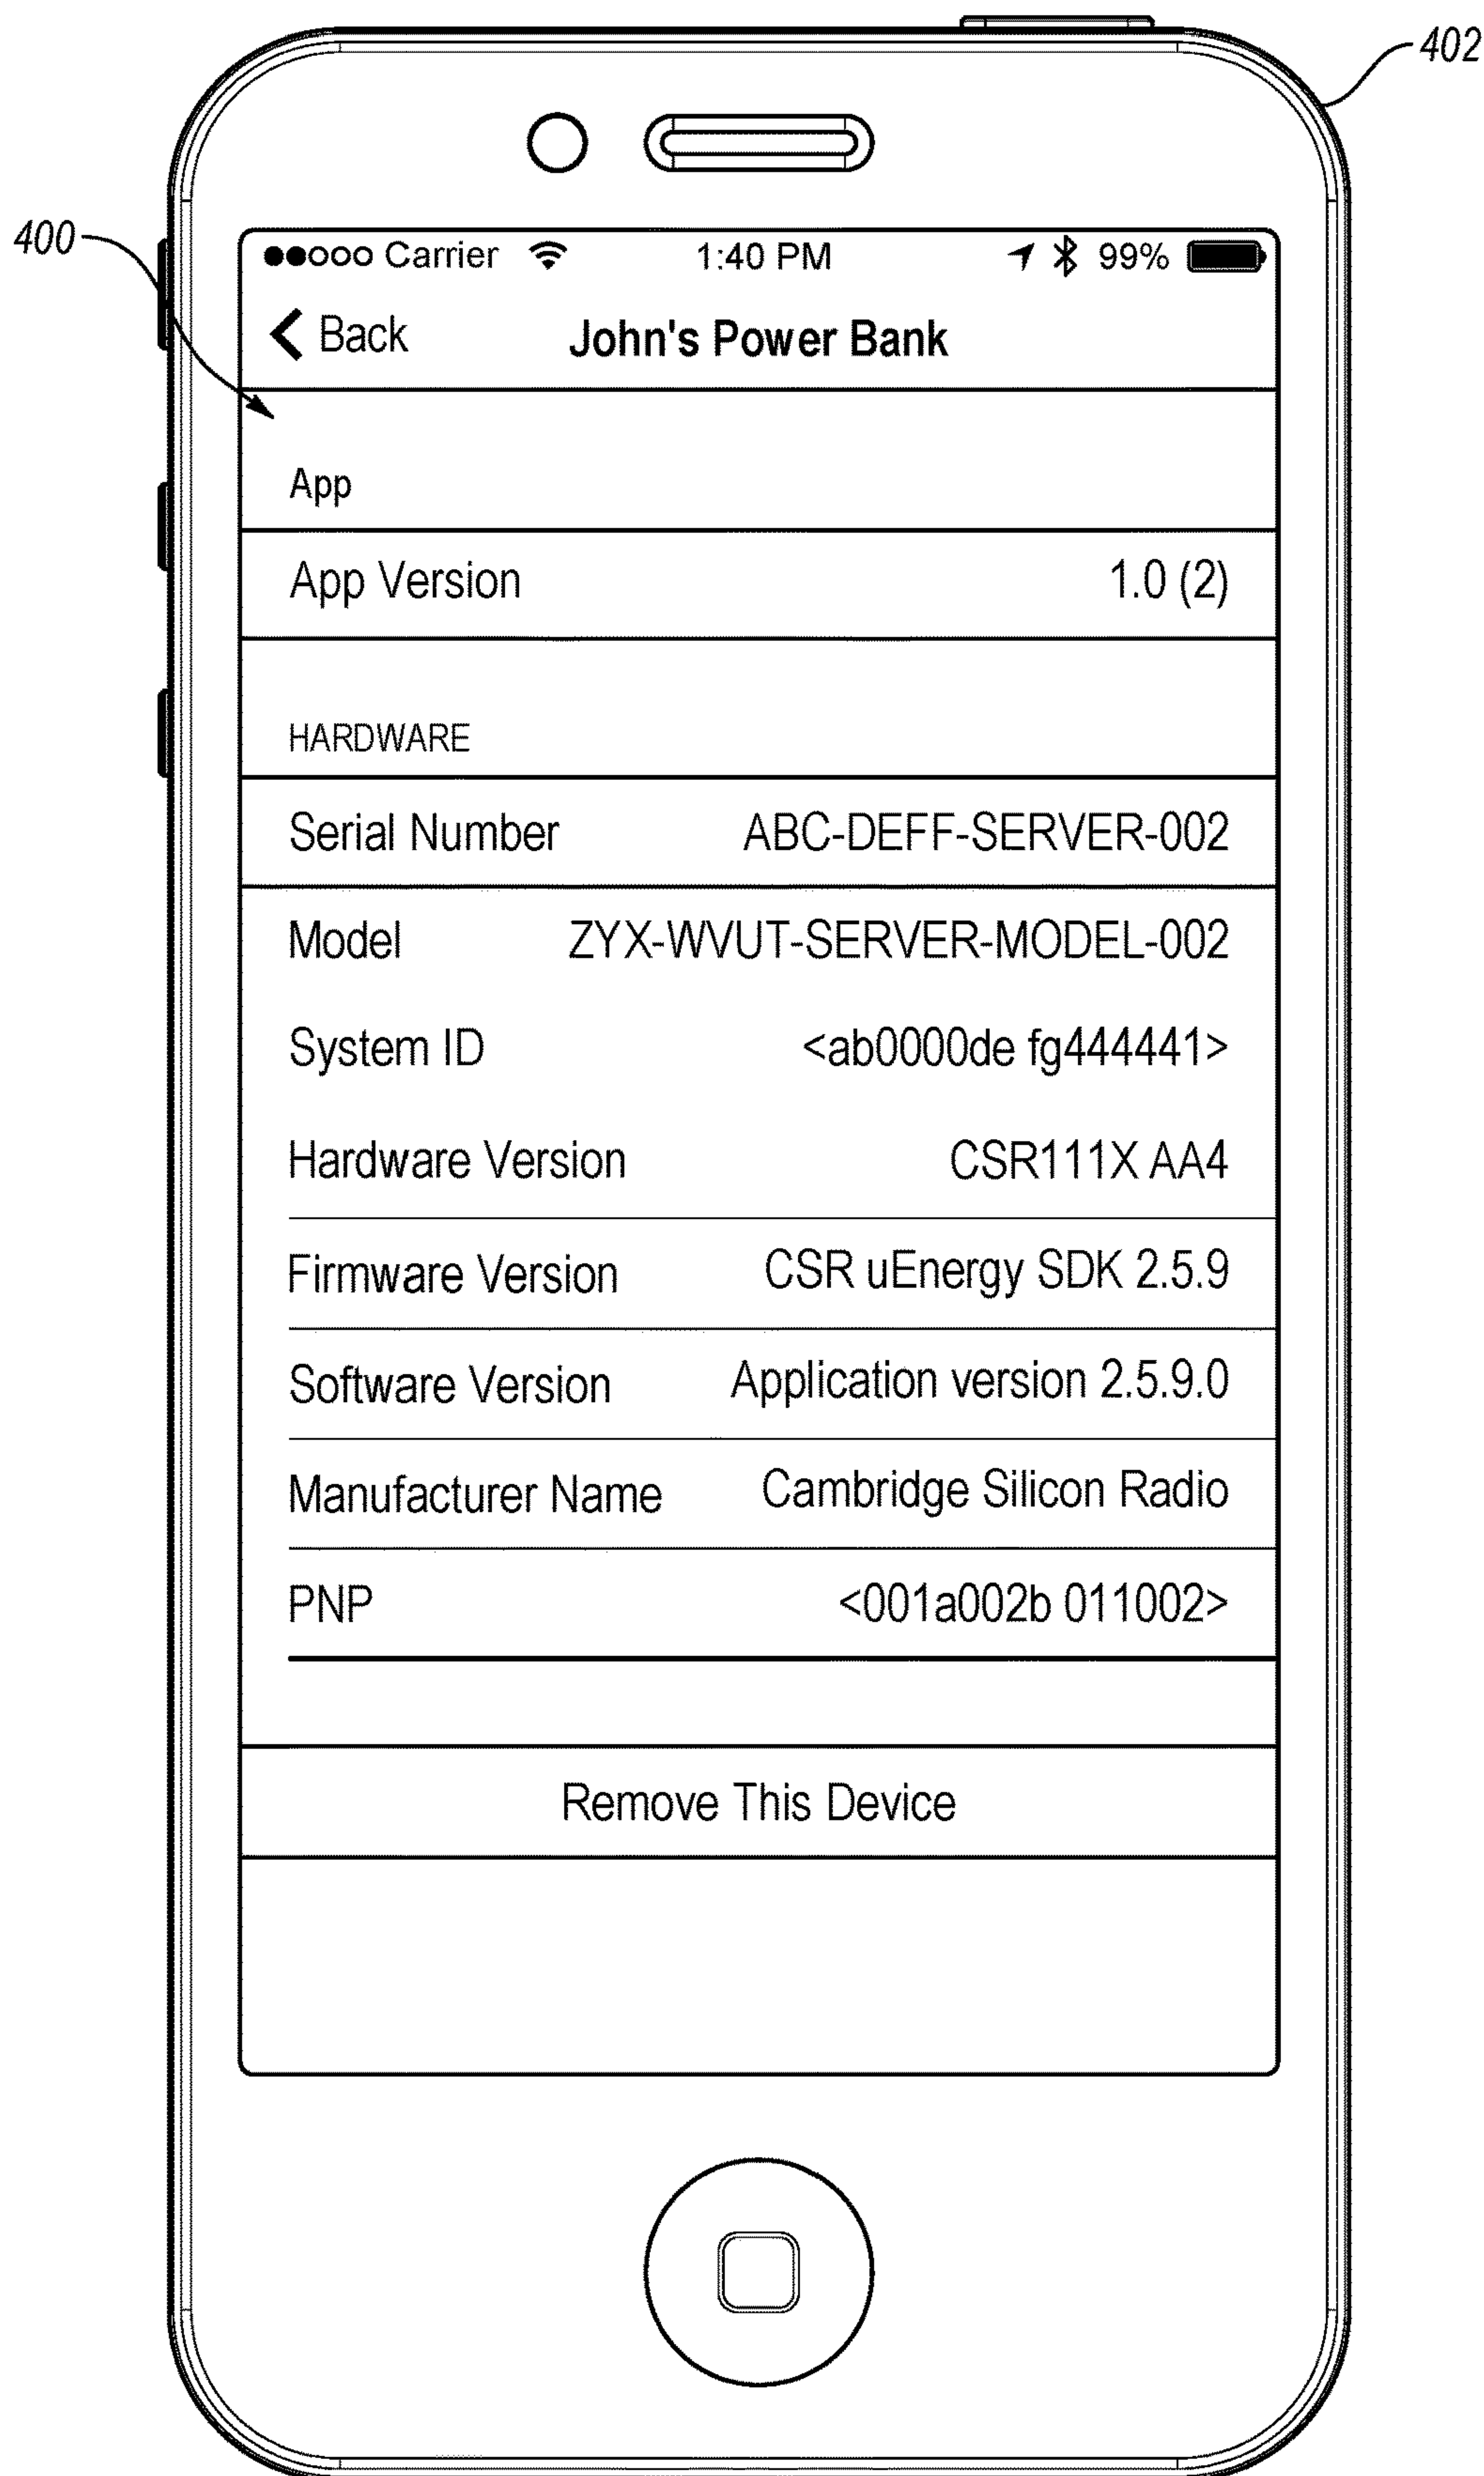 402
400
Carrier 1:40 PM 99%
Back John's Power Bank
App
App Version 1.0 (2)
HARDWARE
Serial Number ABC-DEFF-SERVER-002
Model ZYX-WVUT-SERVER-MODEL-002
System ID <ab0000de fg444441>
Hardware Version CSR111X AA4
Firmware Version CSR uEnergy SDK 2.5.9
Software Version Application version 2.5.9.0
Manufacturer Name Cambridge Silicon Radio
PNP <001a002b 011002>
Remove This Device